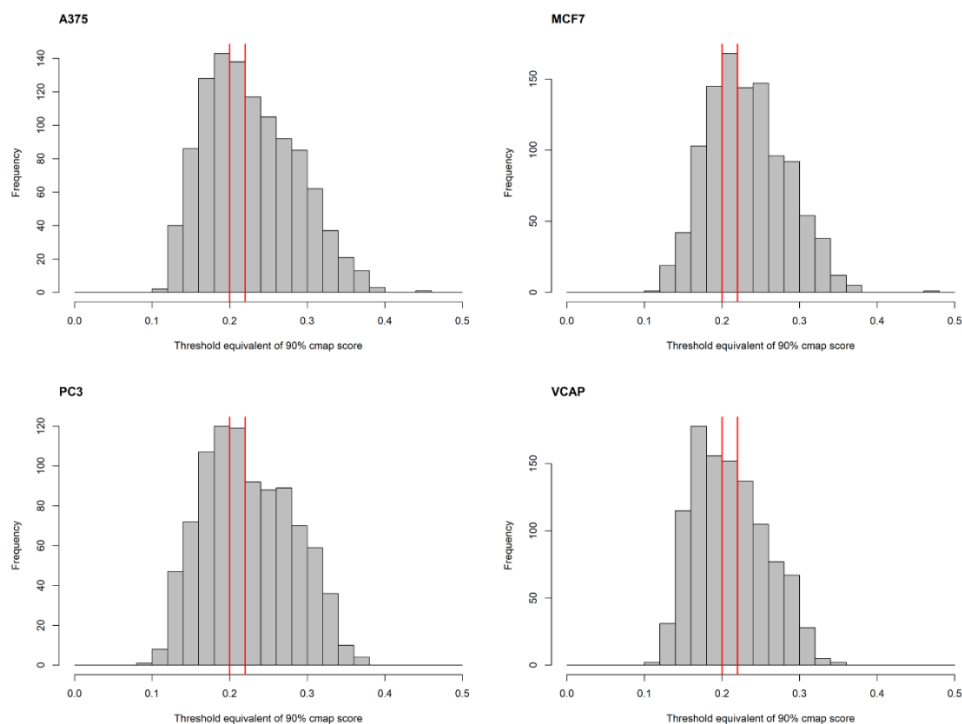 A375
Frequency
0 20 40 60 80 100 120 140
0.0 0.1 0.2 0.3 0.4 0.5
Threshold equivalent of 90% cmap score
MCF7
Frequency
0 50 100 150
0.0 0.1 0.2 0.3 0.4 0.5
Threshold equivalent of 90% cmap score
PC3
Frequency
0 20 40 60 80 100 120
0.0 0.1 0.2 0.3 0.4 0.5
Threshold equivalent of 90% cmap score
VCAP
Frequency
0 50 100 150
0.0 0.1 0.2 0.3 0.4 0.5
Threshold equivalent of 90% cmap score